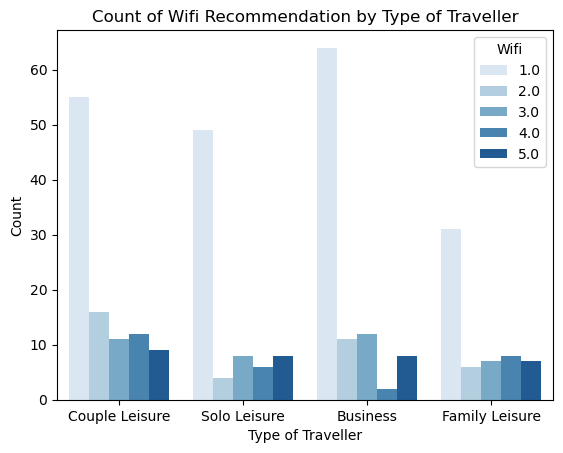 Count of Wifi Recommendation by Type of Traveller
Wifi
1.0
2.0
3.0
4.0
5.0
Count
60
50
40
30
20
10
0
Couple Leisure
Solo Leisure
Business
Family Leisure
Type of Traveller